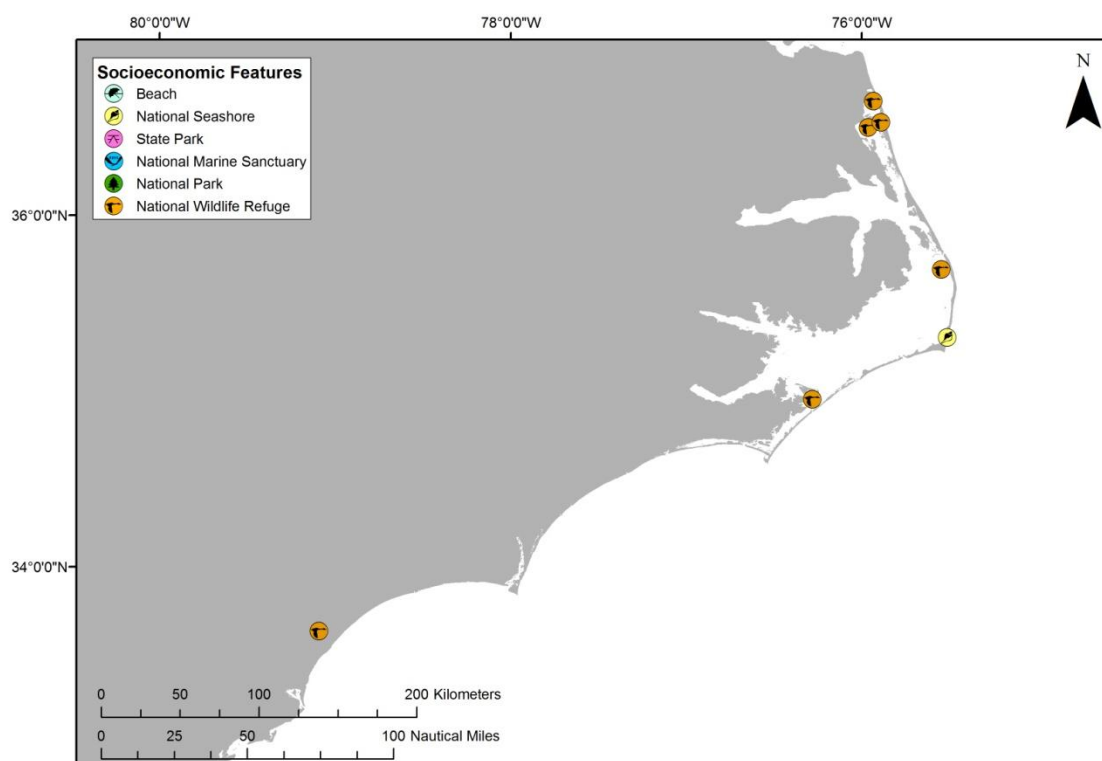 80°0'0"W 78°0'0"W 76°0'0"W
N
Socioeconomic Features
Beach
National Seashore
State Park
National Marine Sanctuary
National Park
National Wildlife Refuge
36°0'0"N
34°0'0"N
0 50 100 200 Kilometers
0 25 50 100 Nautical Miles